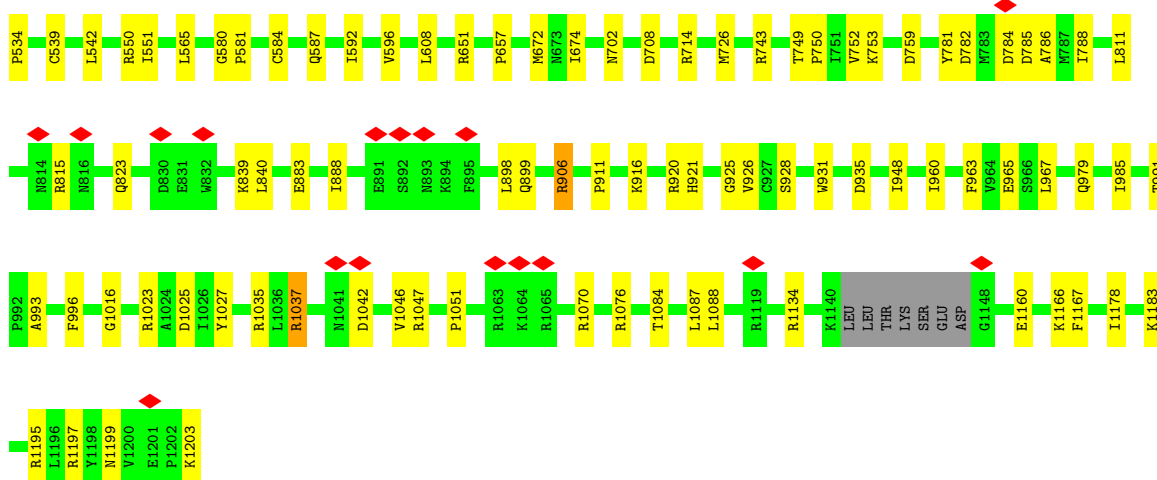 P534 C539 L542 R550 I551 L565 G580 P581 C584 Q587 I592 V596 L608 R651 P657 M672 N673 I674 N702 D708 R714 M726 R743 T749 P750 I751 V752 K753 D759 Y781 D782 M783 D784 D785 A786 M787 I788 L811
N814 R815 N816 Q823 D830 E831 W832 K839 L840 E883 I888 E891 S892 N893 K894 F895 L898 Q899 R906 P911 K916 R920 H921 G925 V926 C927 S928 W931 D935 I948 I960 F963 V964 E965 S966 L967 Q979 I985 T991
P992 A993 F996 G1016 R1023 A1024 D1025 I1026 Y1027 R1035 L1036 R1037 N1041 D1042 V1046 R1047 P1051 R1063 K1064 R1065 R1070 R1076 T1084 L1087 L1088 R1119 R1134 K1140 LEU LEU THR LYS SER GLU ASP G1148 E1160 K1166 F1167 I1178 K1183
R1195 L1196 R1197 Y1198 N1199 V1200 E1201 P1202 K1203